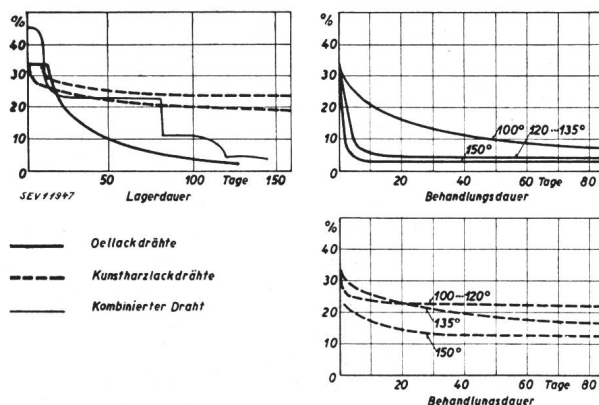 %
40
30
20
10
0
50 100 Tage 150
SEV11947 Lagerdauer
Oellackdrähte
Kunstharzlackdrähte
Kombinierter Draht
%
40
30
20
10
0
100°
120...135°
150°
20 40 60 Tage 80
Behandlungsdauer
%
40
30
20
10
0
100...120°
135°
150°
20 40 60 Tage 80
Behandlungsdauer